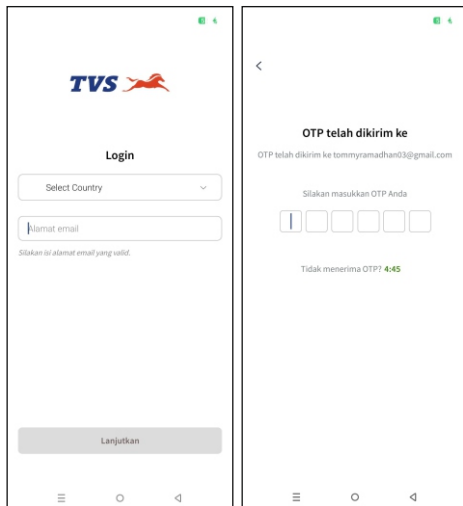 TVS
Login
Select Country
Alamat email
Silakan isi alamat email yang valid.
Lanjutkan
OTP telah dikirim ke
OTP telah dikirim ke tommyramadhan03@gmail.com
Silakan masukkan OTP Anda
Tidak menerima OTP? 4:45